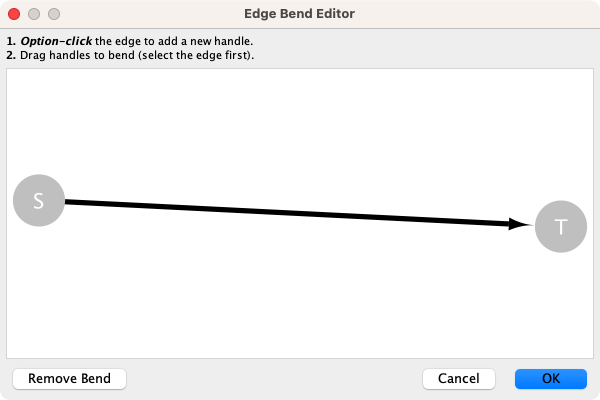 Edge Bend Editor
1. Option-click the edge to add a new handle.
2. Drag handles to bend (select the edge first).
S
T
Remove Bend
Cancel
OK